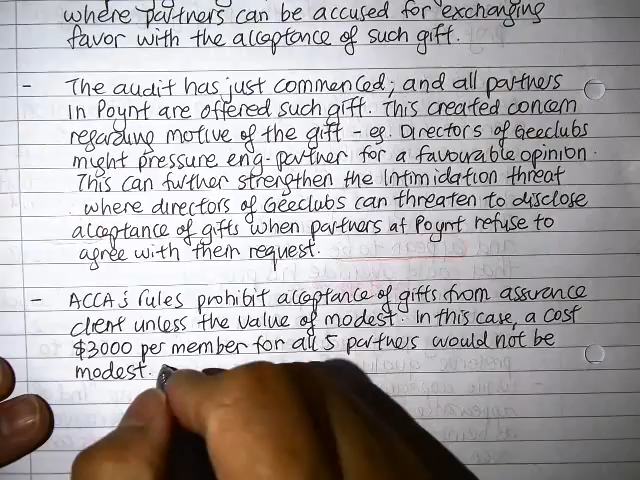 where partners can be accused for exchanging
favor with the acceptance of such gift.
- The audit has just commenced; and all partners
in Poynt are offered such gift. This created concern
regarding motive of the gift - eg. Directors of Geeclubs
might pressure eng-partner for a favourable opinion.
This can further strengthen the Intimidation threat
where directors of Geeclubs can threaten to disclose
acceptance of gifts when partners at Poynt refuse to
agree with them request.
- ACCA's rules prohibit acceptance of gifts from assurance
client unless the value of modest. In this case, a cost
$3000 per member for all 5 partners would not be
modest.